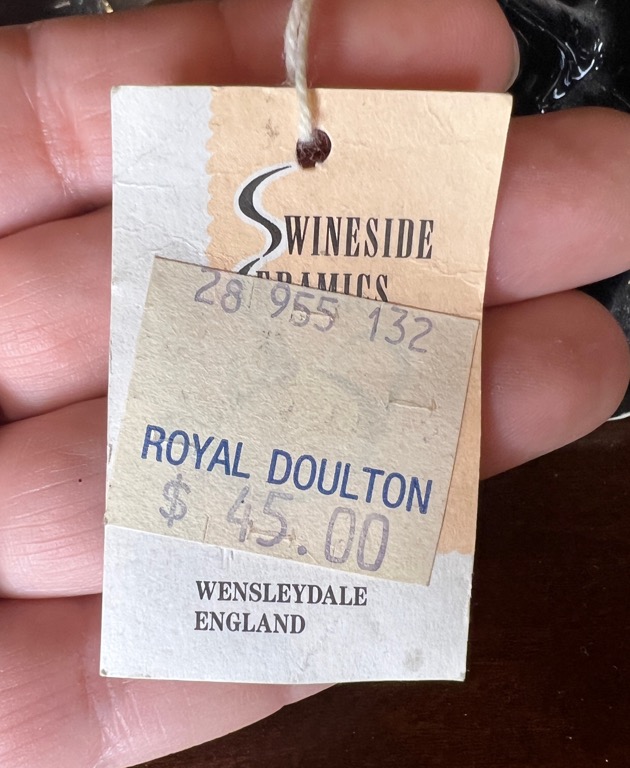 SWINESIDE
CERAMICS
28 955 132
ROYAL DOULTON
$ 45.00
WENSLEYDALE
ENGLAND